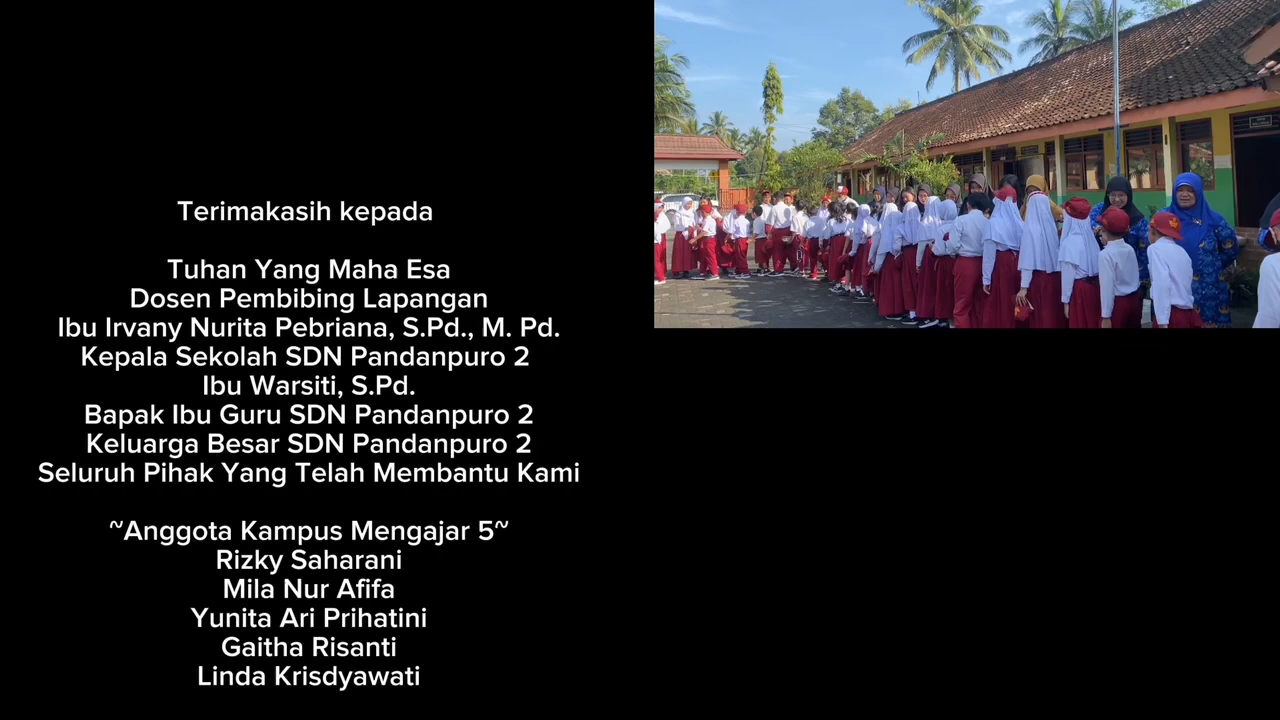 Terimakasih kepada
Tuhan Yang Maha Esa
Dosen Pembibing Lapangan
Ibu Irvany Nurita Pebriana, S.Pd., M. Pd.
Kepala Sekolah SDN Pandanpuro 2
Ibu Warsiti, S.Pd.
Bapak Ibu Guru SDN Pandanpuro 2
Keluarga Besar SDN Pandanpuro 2
Seluruh Pihak Yang Telah Membantu Kami
~Anggota Kampus Mengajar 5~
Rizky Saharani
Mila Nur Afifa
Yunita Ari Prihatini
Gaitha Risanti
Linda Krisdyawati